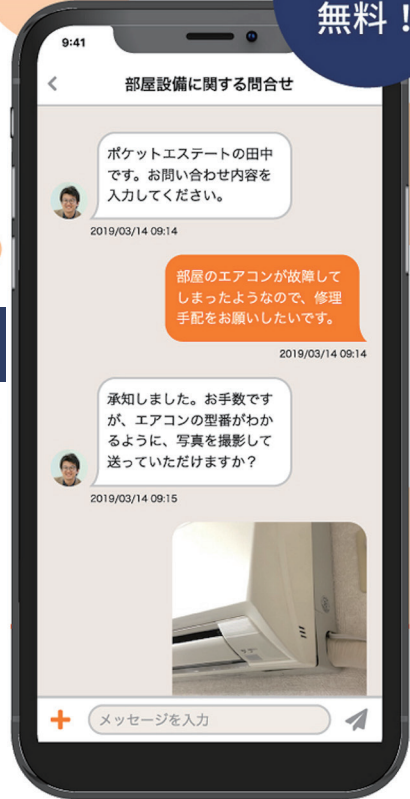 無料！
9:41
部屋設備に関する問合せ
ポケットエステートの田中
です。お問い合わせ内容を
入力してください。
2019/03/14 09:14
部屋のエアコンが故障して
しまったようなので、修理
手配をお願いしたいです。
2019/03/14 09:14
承知しました。お手数です
が、エアコンの型番がわか
るように、写真を撮影して
送っていただけますか？
2019/03/14 09:15
メッセージを入力